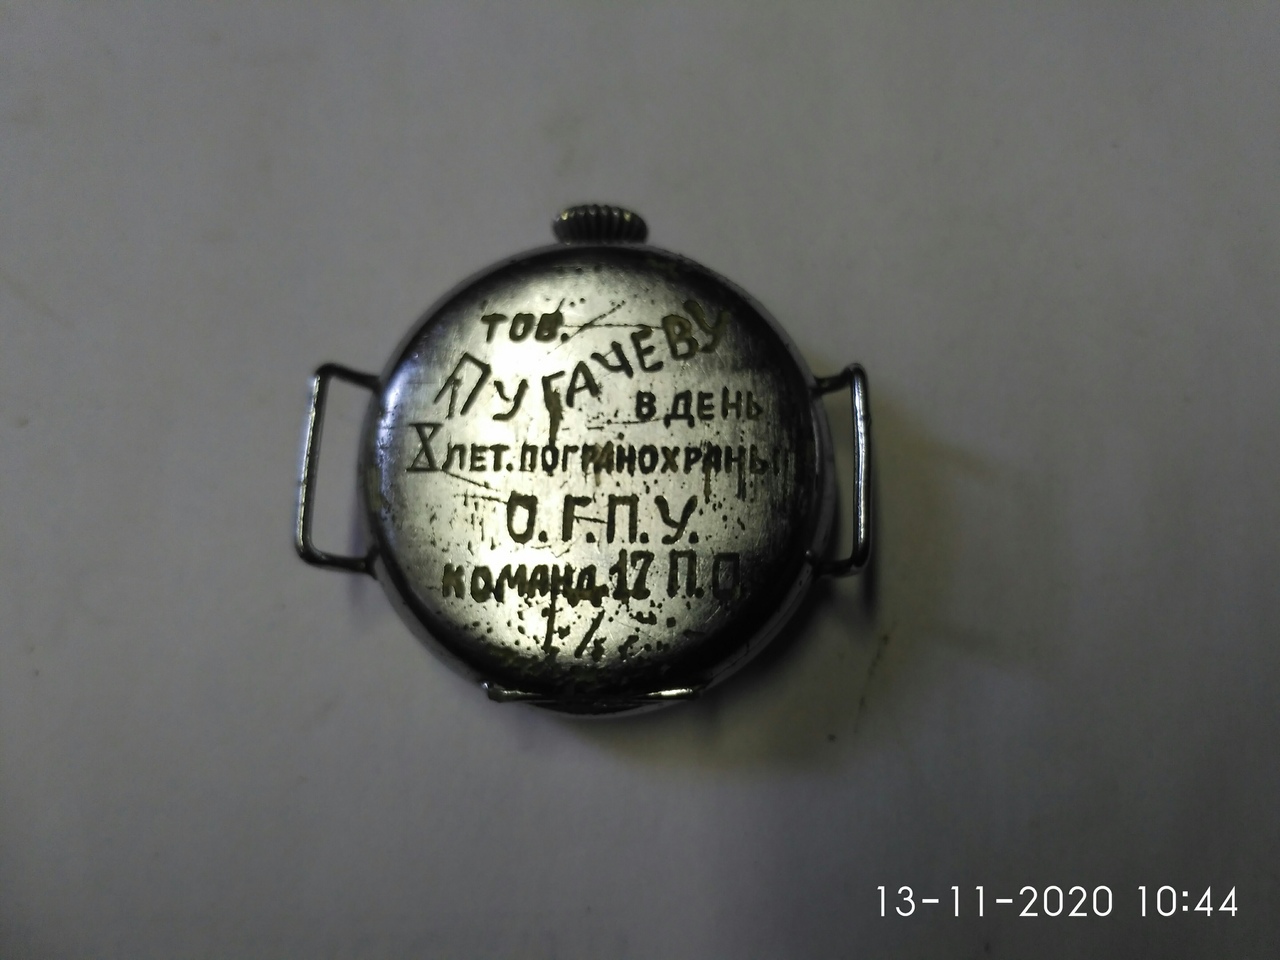 ТОВ.
ПУГАЧЕВУ
В ДЕНЬ
X ЛЕТ. ПОГРАНОХРАНЫ
О.Г.П.У.
КОМАНД. 17 П.О.
13-11-2020 10:44